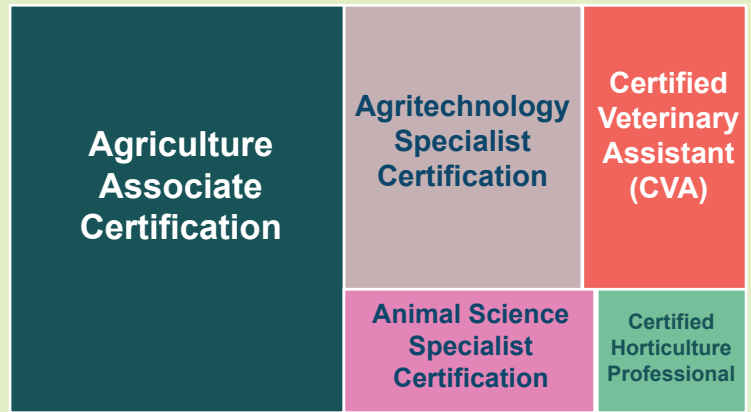 Agriculture
Associate
Certification
Agritechnology
Specialist
Certification
Certified
Veterinary
Assistant
(CVA)
Animal Science
Specialist
Certification
Certified
Horticulture
Professional